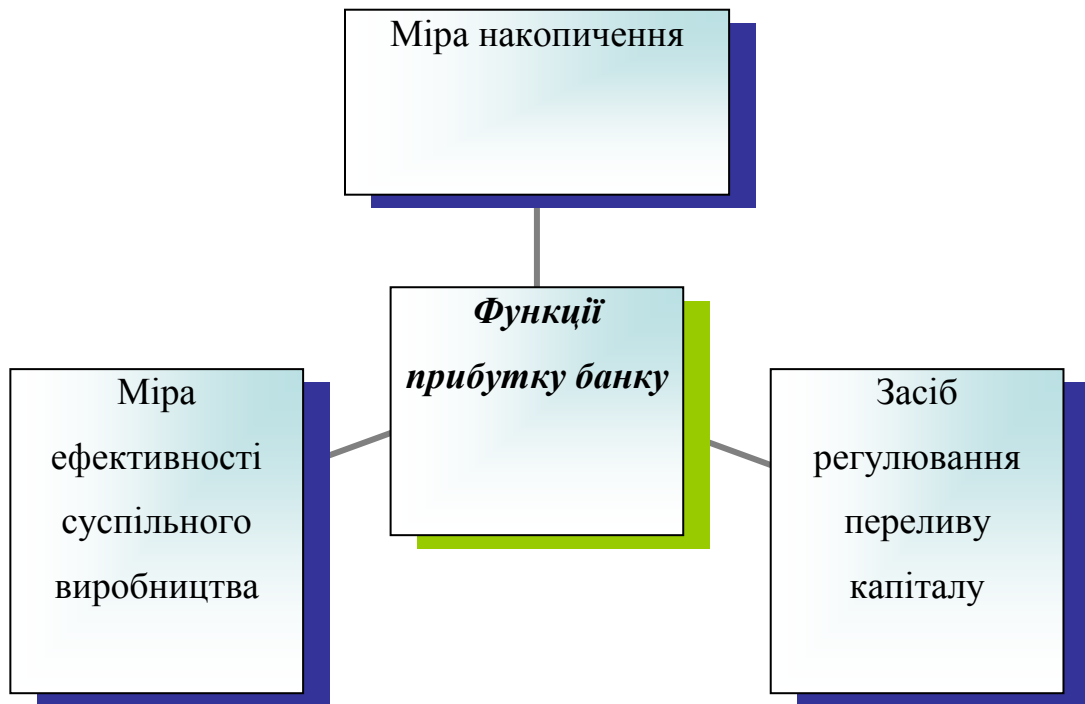 Міра накопичення
Функції
прибутку банку
Міра
ефективності
суспільного
виробництва
Засіб
регулювання
переливу
капіталу